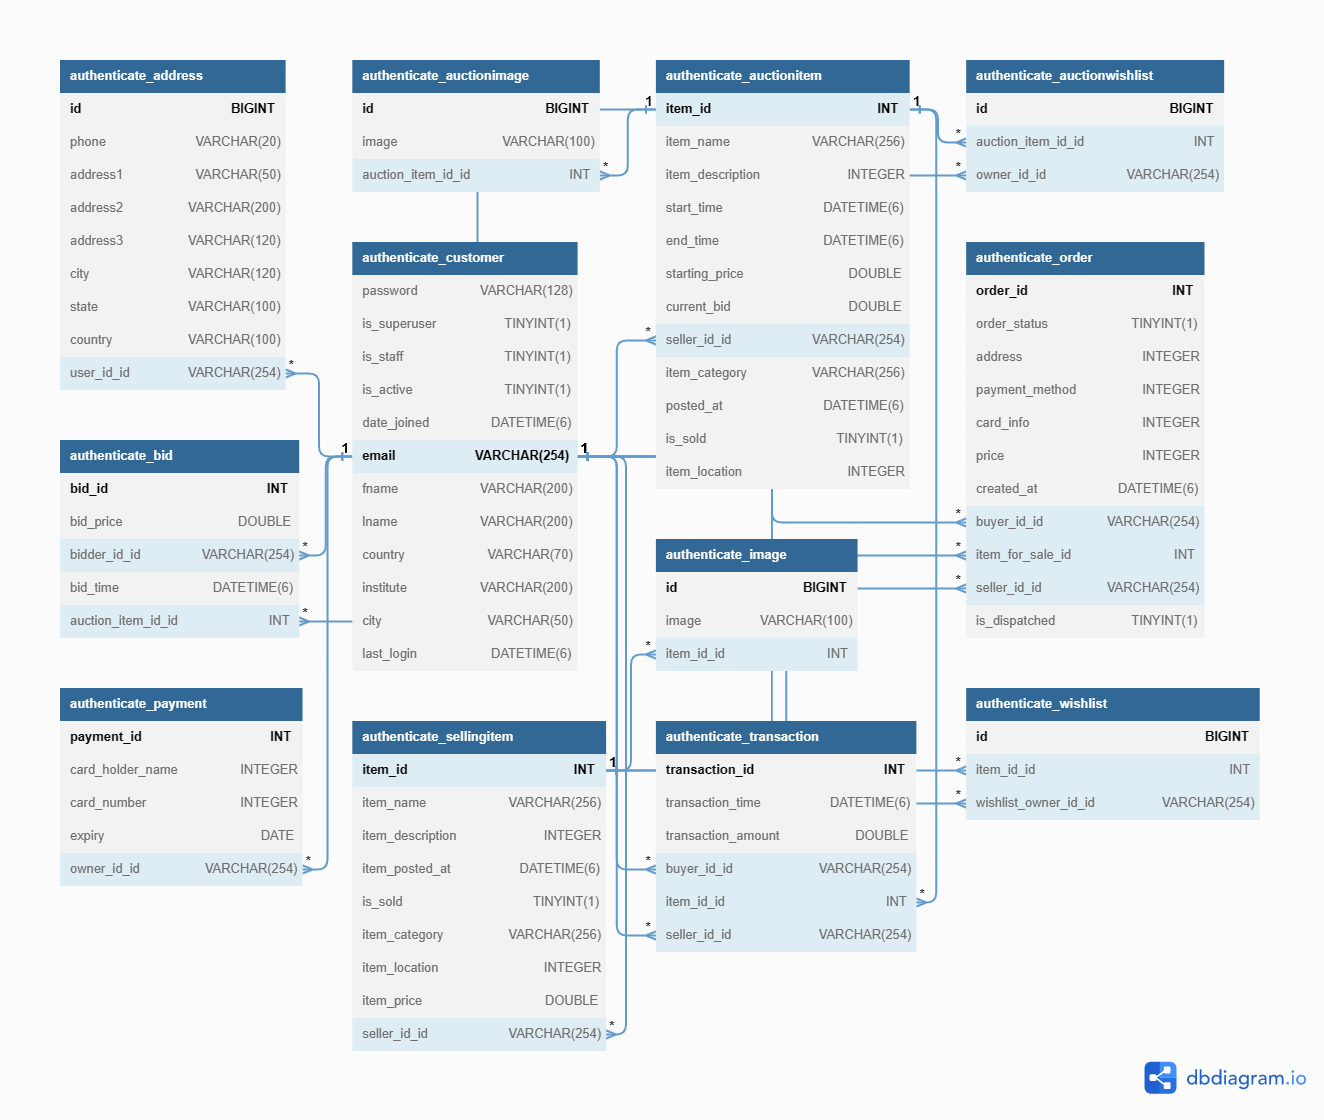 authenticate_address
id BIGINT
phone VARCHAR(20)
address1 VARCHAR(50)
address2 VARCHAR(200)
address3 VARCHAR(120)
city VARCHAR(120)
state VARCHAR(100)
country VARCHAR(100)
user_id_id VARCHAR(254)
*
authenticate_bid
bid_id INT
bid_price DOUBLE
bidder_id_id VARCHAR(254)
*
bid_time DATETIME(6)
auction_item_id_id INT
*
authenticate_payment
payment_id INT
card_holder_name INTEGER
card_number INTEGER
expiry DATE
owner_id_id VARCHAR(254)
*
authenticate_auctionimage
id BIGINT
image VARCHAR(100)
auction_item_id_id INT
*
authenticate_customer
password VARCHAR(128)
is_superuser TINYINT(1)
is_staff TINYINT(1)
is_active TINYINT(1)
date_joined DATETIME(6)
1
email VARCHAR(254)
1
fname VARCHAR(200)
lname VARCHAR(200)
country VARCHAR(70)
institute VARCHAR(200)
city VARCHAR(50)
last_login DATETIME(6)
authenticate_sellingitem
item_id INT
1
item_name VARCHAR(256)
item_description INTEGER
item_posted_at DATETIME(6)
is_sold TINYINT(1)
item_category VARCHAR(256)
item_location INTEGER
item_price DOUBLE
seller_id_id VARCHAR(254)
*
authenticate_auctionitem
1
item_id INT
1
item_name VARCHAR(256)
item_description INTEGER
start_time DATETIME(6)
end_time DATETIME(6)
starting_price DOUBLE
current_bid DOUBLE
*
seller_id_id VARCHAR(254)
item_category VARCHAR(256)
posted_at DATETIME(6)
is_sold TINYINT(1)
item_location INTEGER
authenticate_image
id BIGINT
image VARCHAR(100)
*
item_id_id INT
authenticate_transaction
transaction_id INT
transaction_time DATETIME(6)
transaction_amount DOUBLE
*
buyer_id_id VARCHAR(254)
item_id_id INT
*
*
seller_id_id VARCHAR(254)
authenticate_auctionwishlist
id BIGINT
*
auction_item_id_id INT
*
owner_id_id VARCHAR(254)
authenticate_order
order_id INT
order_status TINYINT(1)
address INTEGER
payment_method INTEGER
card_info INTEGER
price INTEGER
created_at DATETIME(6)
*
buyer_id_id VARCHAR(254)
*
item_for_sale_id INT
*
seller_id_id VARCHAR(254)
is_dispatched TINYINT(1)
authenticate_wishlist
id BIGINT
*
item_id_id INT
*
wishlist_owner_id_id VARCHAR(254)
dbdiagram.io